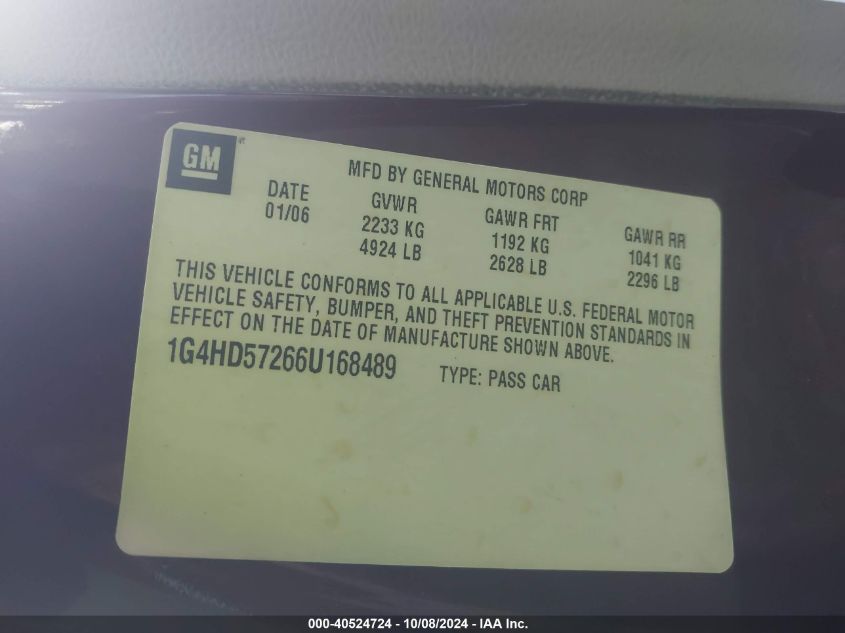 GM
MFD BY GENERAL MOTORS CORP
DATE GVWR GAWR FRT GAWR RR
01/06 2233 KG 1192 KG 1041 KG
4924 LB 2628 LB 2296 LB
THIS VEHICLE CONFORMS TO ALL APPLICABLE U.S. FEDERAL MOTOR
VEHICLE SAFETY, BUMPER, AND THEFT PREVENTION STANDARDS IN
EFFECT ON THE DATE OF MANUFACTURE SHOWN ABOVE.
1G4HD57266U168489 TYPE: PASS CAR
000-40524724 - 10/08/2024 - IAA Inc.